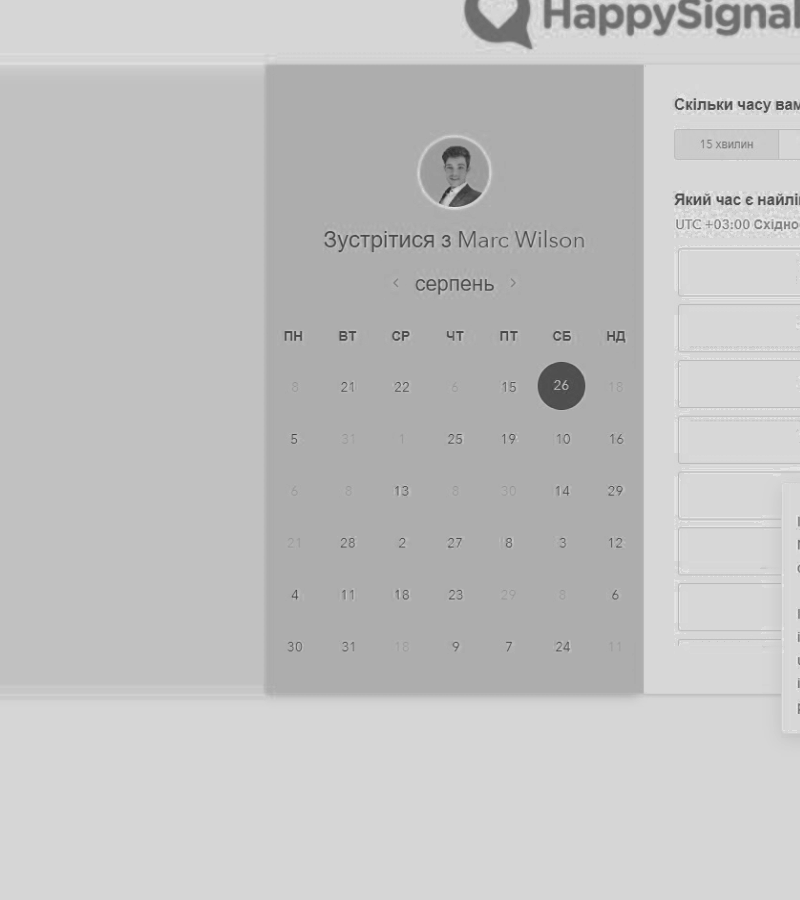 HappySignal
Зустрітися з Marc Wilson
‹ серпень ›
ПН ВТ СР ЧТ ПТ СБ НД
8 21 22 6 15 26 18
5 31 1 25 19 10 16
6 8 13 8 30 14 29
21 28 2 27 8 3 12
4 11 18 23 29 8 6
30 31 18 9 7 24 11
Скільки часу вам
15 хвилин
Який час є найлі
UTC +03:00 Східно